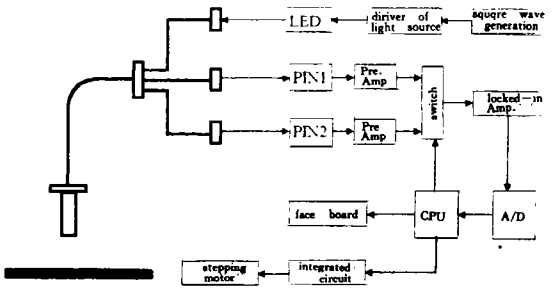 LED
diriver of
light source
squqre wave
generation
PIN1
Pre.
Amp
switch
locked-in
Amp.
PIN2
Pre
Amp
face board
CPU
A/D
stepping
motor
integrated
circuit